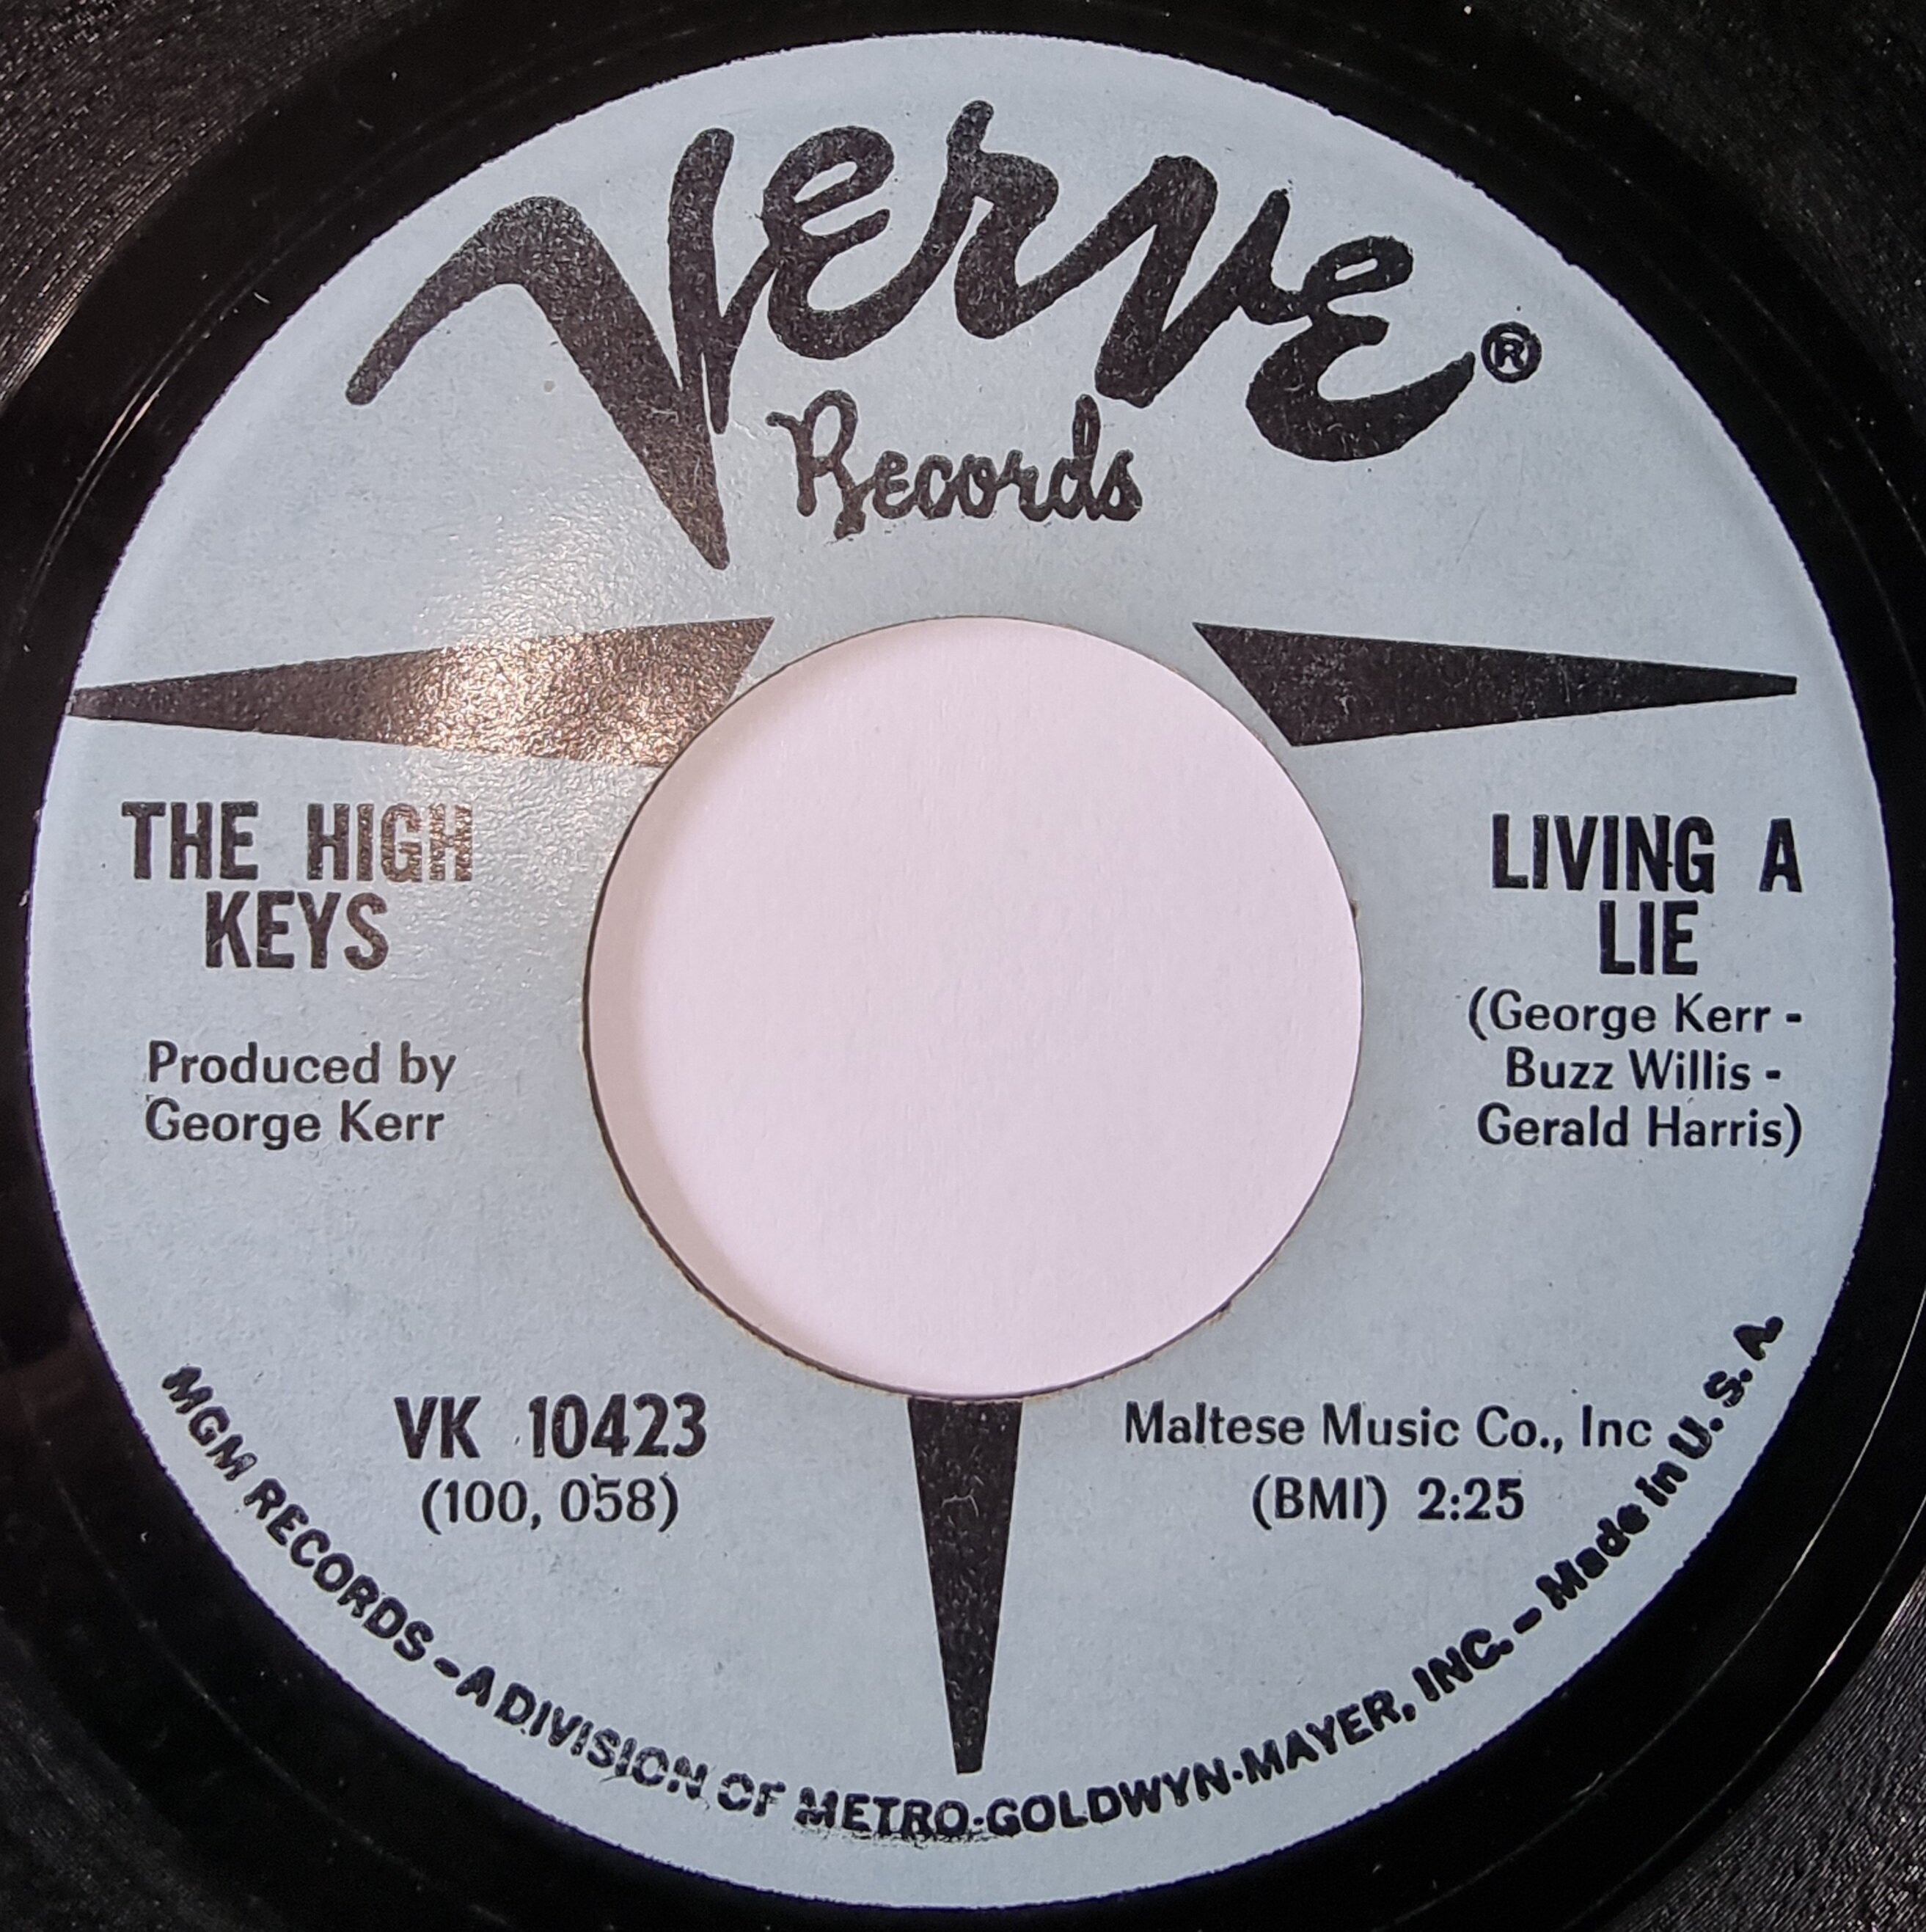 Verve®
Records
THE HIGH
KEYS
Produced by
George Kerr
LIVING A
LIE
(George Kerr -
Buzz Willis -
Gerald Harris)
VK 10423
(100, 058)
Maltese Music Co., Inc
(BMI) 2:25
MGM RECORDS - A DIVISION OF METRO-GOLDWYN-MAYER, INC. - Made in U. S. A.